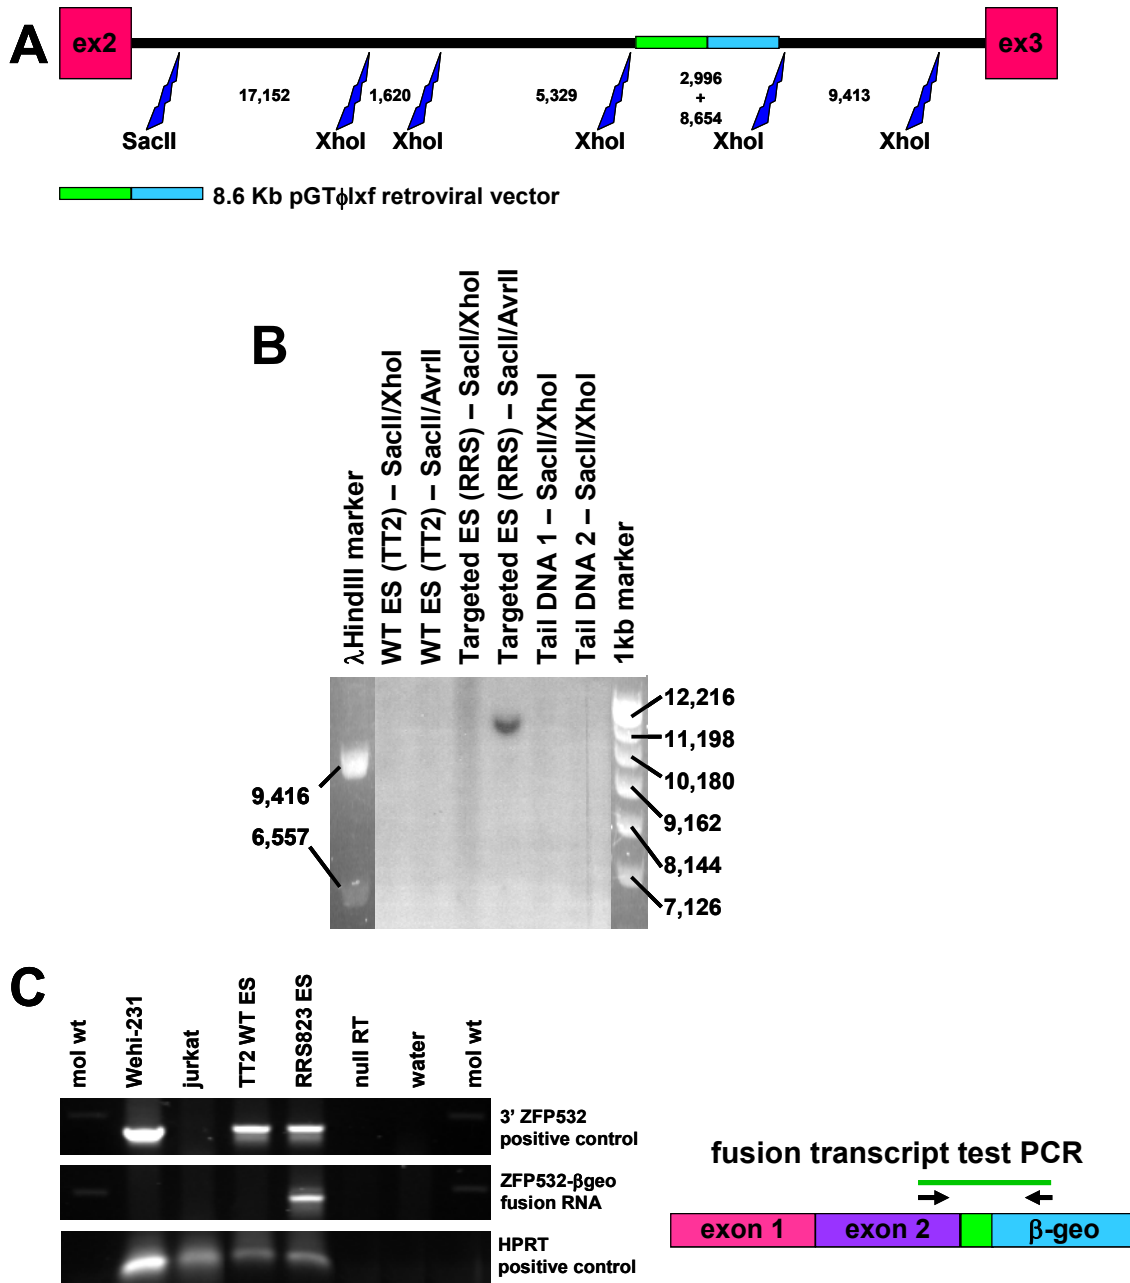 A
ex2
ex3
17,152
1,620
5,329
2,996
+
8,654
9,413
SacII
XhoI
XhoI
XhoI
XhoI
XhoI
8.6 Kb pGTϕlxf retroviral vector
B
λHindIII marker
WT ES (TT2) – SacII/XhoI
WT ES (TT2) – SacII/AvrII
Targeted ES (RRS) – SacII/XhoI
Targeted ES (RRS) – SacII/AvrII
Tail DNA 1 – SacII/XhoI
Tail DNA 2 – SacII/XhoI
1kb marker
9,416
6,557
12,216
11,198
10,180
9,162
8,144
7,126
C
mol wt
Wehi-231
jurkat
TT2 WT ES
RRS823 ES
null RT
water
mol wt
3' ZFP532
positive control
ZFP532-βgeo
fusion RNA
HPRT
positive control
fusion transcript test PCR
exon 1
exon 2
β-geo